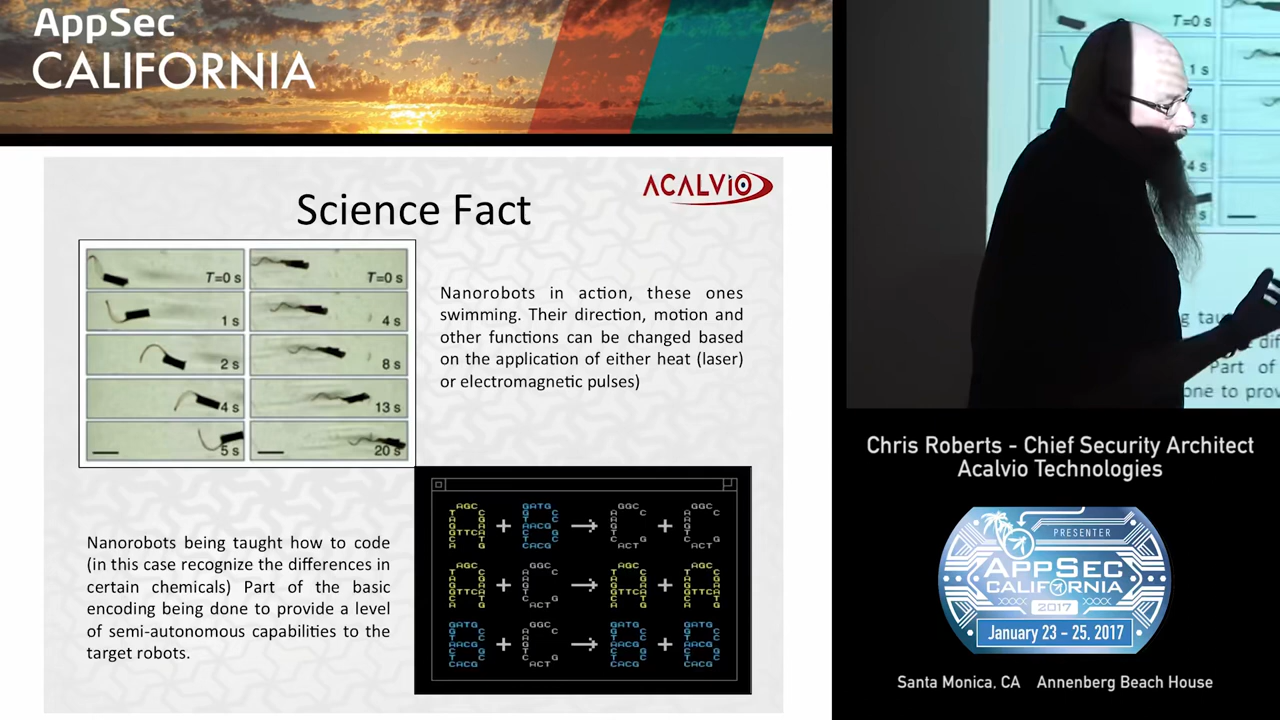 AppSec
CALIFORNIA
ACALVIO
Science Fact
T=0 s
T=0 s
1 s
4 s
2 s
8 s
4 s
13 s
5 s
20 s
Nanorobots in action, these ones
swimming. Their direction, motion and
other functions can be changed based
on the application of either heat (laser)
or electromagnetic pulses)
Nanorobots being taught how to code
(in this case recognize the differences in
certain chemicals) Part of the basic
encoding being done to provide a level
of semi-autonomous capabilities to the
target robots.
A + B → C + C
A + C → A + A
B + C → B + B
T=0 s
1 s
Part of
Chris Roberts - Chief Security Architect
Acalvio Technologies
PRESENTER
APPSEC
CALIFORNIA
2017
January 23 - 25, 2017
Santa Monica, CA Annenberg Beach House